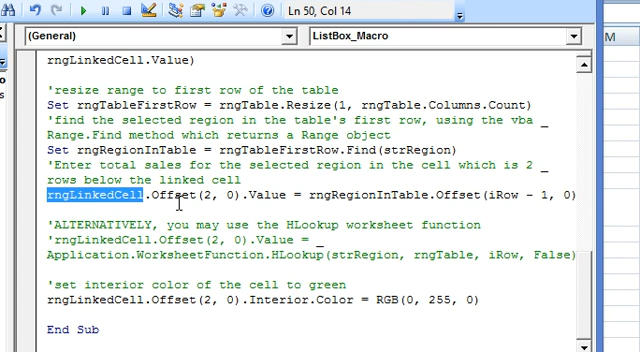 Ln 50, Col 14
(General)
ListBox_Macro
M
rngLinkedCell.Value)
'resize range to first row of the table
Set rngTableFirstRow = rngTable.Resize(1, rngTable.Columns.Count)
'find the selected region in the table's first row, using the vba _
Range.Find method which returns a Range object
Set rngRegionInTable = rngTableFirstRow.Find(strRegion)
'Enter total sales for the selected region in the cell which is 2 _
rows below the linked cell
rngLinkedCell.Offset(2, 0).Value = rngRegionInTable.Offset(iRow - 1, 0)
'ALTERNATIVELY, you may use the HLookup worksheet function
'rngLinkedCell.Offset(2, 0).Value = _
Application.WorksheetFunction.HLookup(strRegion, rngTable, iRow, False)
'set interior color of the cell to green
rngLinkedCell.Offset(2, 0).Interior.Color = RGB(0, 255, 0)
End Sub